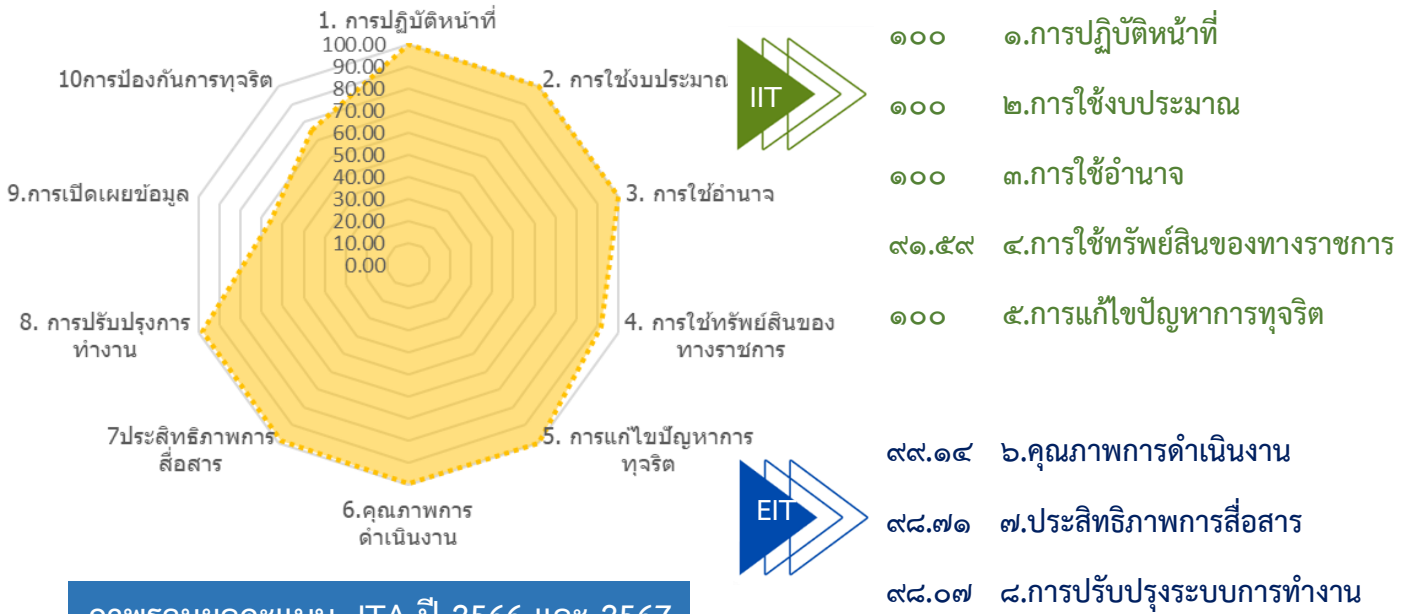 1. การปฏิบัติหน้าที่
100.00
90.00
80.00
70.00
60.00
50.00
40.00
30.00
20.00
10.00
0.00
2. การใช้งบประมาณ
3. การใช้อำนาจ
4. การใช้ทรัพย์สินของ
ทางราชการ
5. การแก้ไขปัญหาการ
ทุจริต
6.คุณภาพการ
ดำเนินงาน
7ประสิทธิภาพการ
สื่อสาร
8. การปรับปรุงการ
ทำงาน
9.การเปิดเผยข้อมูล
10การป้องกันการทุจริต
IIT
๑๐๐ ๑.การปฏิบัติหน้าที่
๑๐๐ ๒.การใช้งบประมาณ
๑๐๐ ๓.การใช้อำนาจ
๙๑.๕๙ ๔.การใช้ทรัพย์สินของทางราชการ
๑๐๐ ๕.การแก้ไขปัญหาการทุจริต
EIT
๙๙.๑๔ ๖.คุณภาพการดำเนินงาน
๙๘.๗๑ ๗.ประสิทธิภาพการสื่อสาร
๙๘.๐๗ ๘.การปรับปรุงระบบการทำงาน
ITA ปี 2566 และ 2567